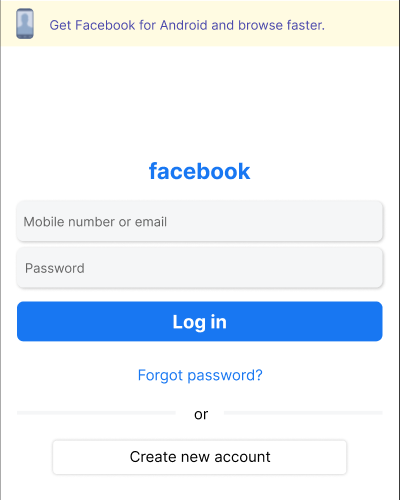 Get Facebook for Android and browse faster.
facebook
Mobile number or email
Password
Log in
Forgot password?
or
Create new account